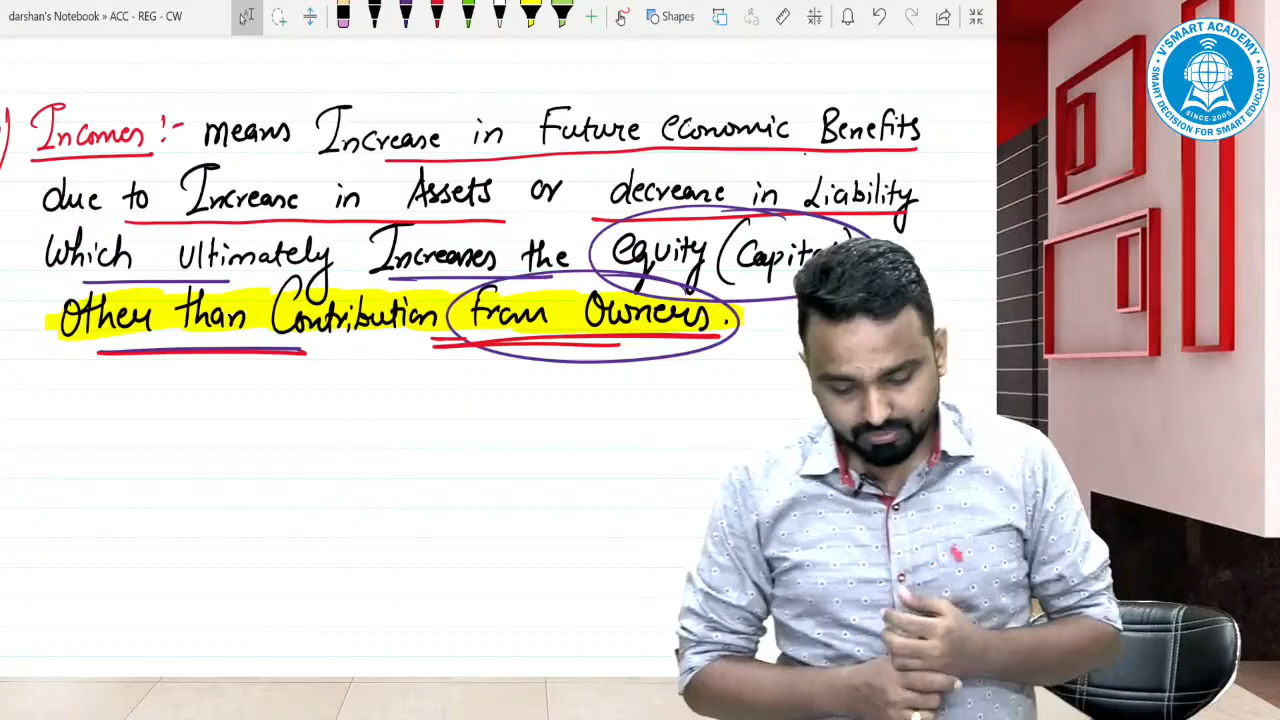 darshan's Notebook » ACC - REG - CW
Shapes
V'SMART ACADEMY
SMART DECISION FOR SMART EDUCATION
SINCE-2005
Incomes :- means Increase in Future economic Benefits
due to Increase in Assets or decrease in Liability
Which ultimately Increases the equity (Capital)
Other than Contribution from Owners.